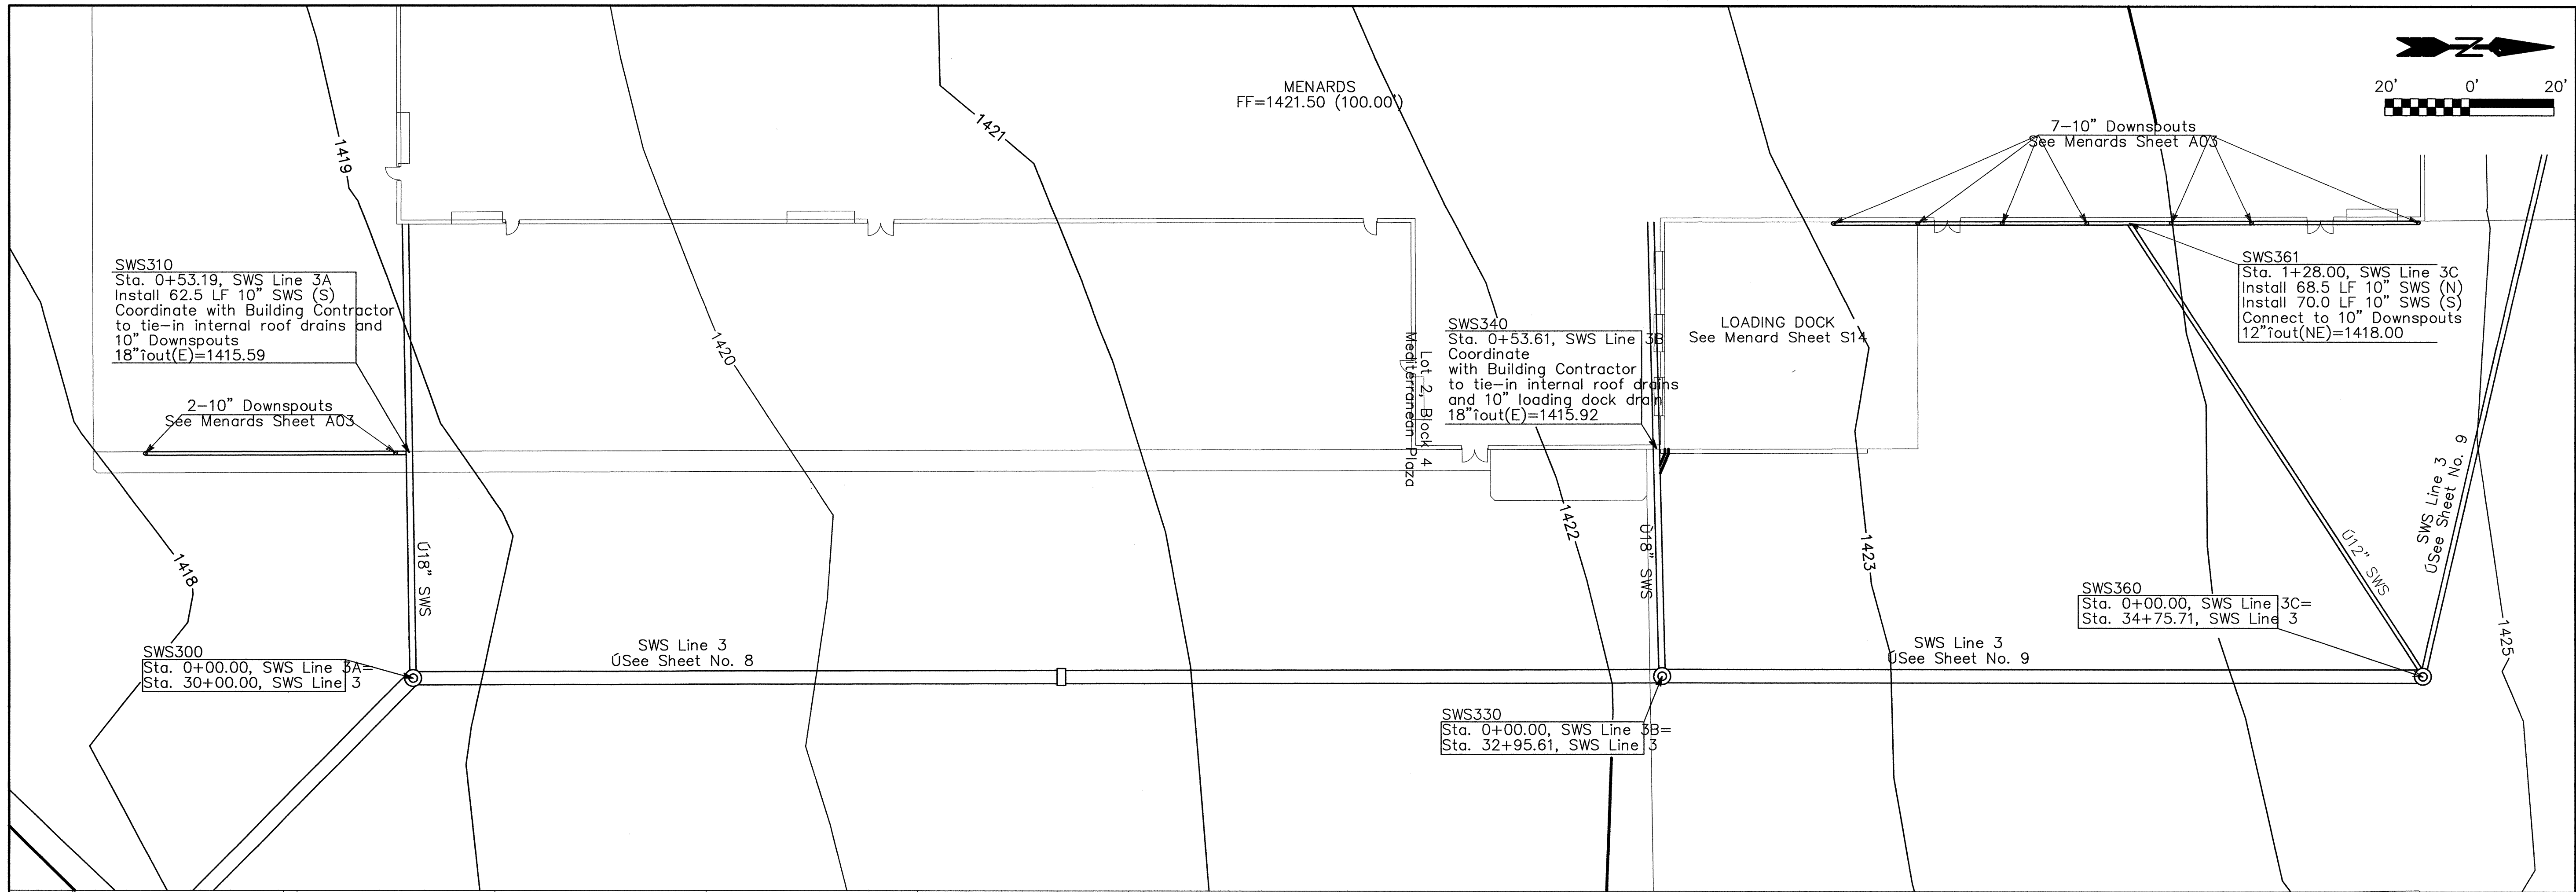 Z
20' 0' 20'
MENARDS
FF=1421.50 (100.00')
7-10" Downspouts
See Menards Sheet A03
1419
1421
SWS310
Sta. 0+53.19, SWS Line 3A
Install 62.5 LF 10" SWS (S)
Coordinate with Building Contractor
to tie-in internal roof drains and
10" Downspouts
18"îout(E)=1415.59
SWS361
Sta. 1+28.00, SWS Line 3C
Install 68.5 LF 10" SWS (N)
Install 70.0 LF 10" SWS (S)
Connect to 10" Downspouts
12"îout(NE)=1418.00
1420
Lot 2, Block 4
Mediterranean Plaza
SWS340
Sta. 0+53.61, SWS Line 3B
Coordinate
with Building Contractor
to tie-in internal roof drains
and 10" loading dock drain
18"îout(E)=1415.92
LOADING DOCK
See Menard Sheet S14
2-10" Downspouts
See Menards Sheet A03
1418
Ú18" SWS
1422
Ú18" SWS
1423
Ú12" SWS
SWS Line 3
ÚSee Sheet No. 9
1425
SWS360
Sta. 0+00.00, SWS Line 3C=
Sta. 34+75.71, SWS Line 3
SWS300
Sta. 0+00.00, SWS Line 3A=
Sta. 30+00.00, SWS Line 3
SWS Line 3
ÚSee Sheet No. 8
SWS Line 3
ÚSee Sheet No. 9
SWS330
Sta. 0+00.00, SWS Line 3B=
Sta. 32+95.61, SWS Line 3